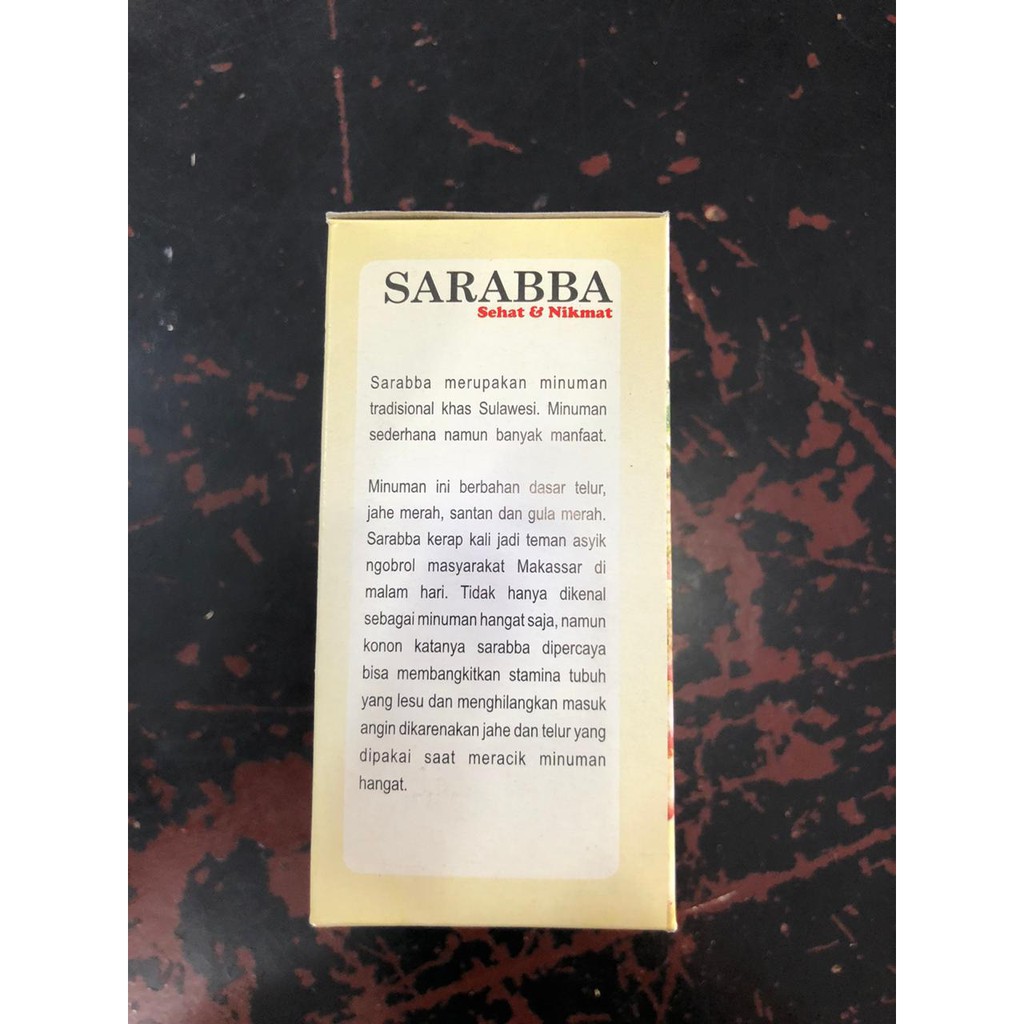 SARABBA
Sehat & Nikmat
Sarabba merupakan minuman
tradisional khas Sulawesi. Minuman
sederhana namun banyak manfaat.
Minuman ini berbahan dasar telur,
jahe merah, santan dan gula merah.
Sarabba kerap kali jadi teman asyik
ngobrol masyarakat Makassar di
malam hari. Tidak hanya dikenal
sebagai minuman hangat saja, namun
konon katanya sarabba dipercaya
bisa membangkitkan stamina tubuh
yang lesu dan menghilangkan masuk
angin dikarenakan jahe dan telur yang
dipakai saat meracik minuman
hangat.